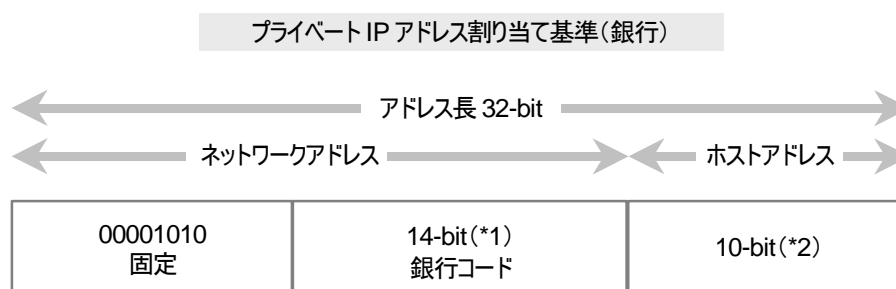 プライベート IP アドレス割り当て基準（銀行）
アドレス長 32-bit
ネットワークアドレス
ホストアドレス
00001010
固定
14-bit（*1）
銀行コード
10-bit（*2）